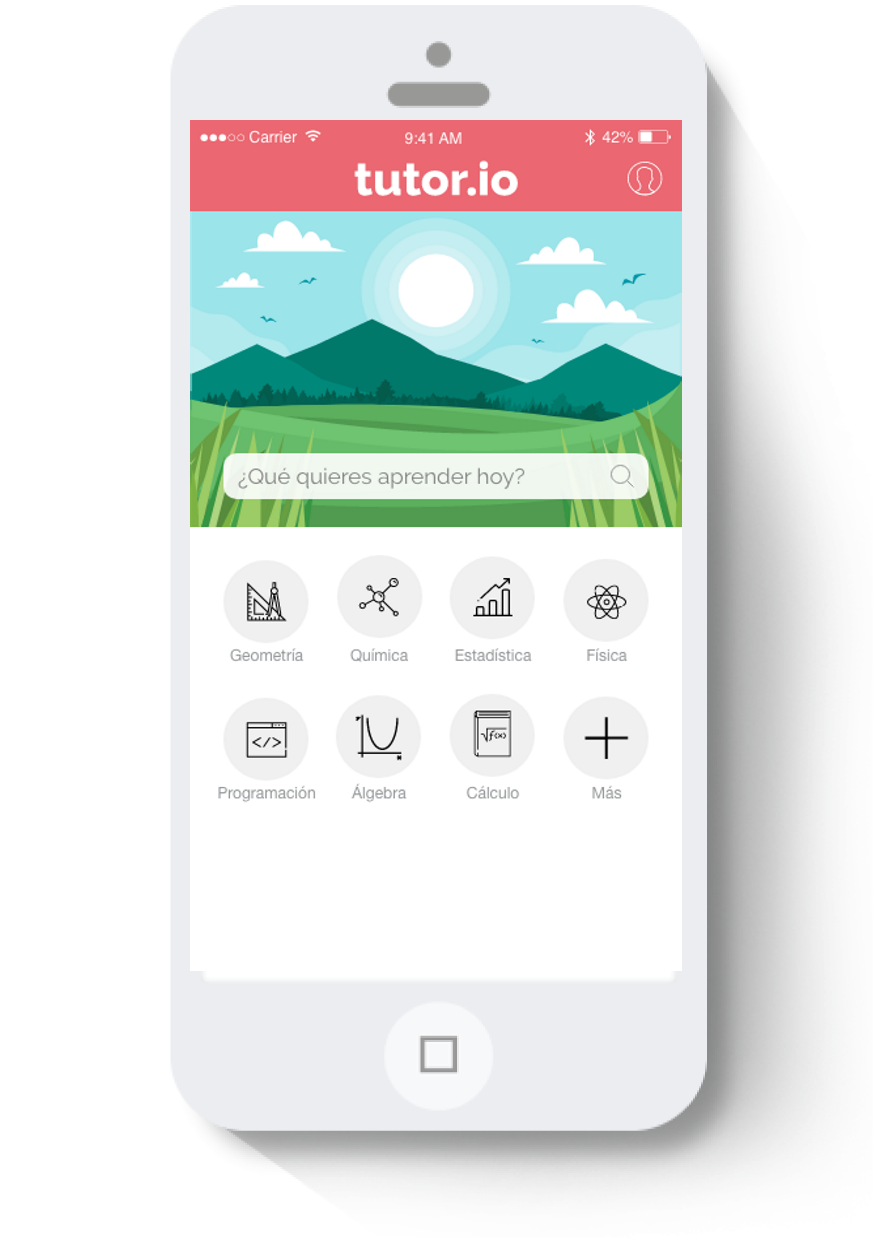 Carrier 9:41 AM 42%
tutor.io
¿Qué quieres aprender hoy?
Geometría Química Estadística Física
</> √f(x)
Programación Álgebra Cálculo Más